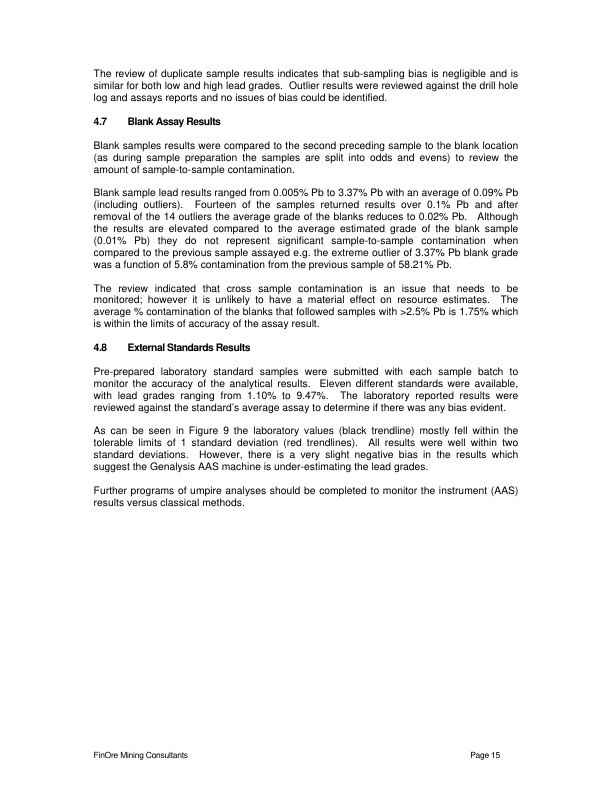 The review of duplicate sample results indicates that sub-sampling bias is negligible and is
similar for both low and high lead grades. Outlier results were reviewed against the drill hole
log and assays reports and no issues of bias could be identified.
4.7 Blank Assay Results
Blank samples results were compared to the second preceding sample to the blank location
(as during sample preparation the samples are split into odds and evens) to review the
amount of sample-to-sample contamination.
Blank sample lead results ranged from 0.005% Pb to 3.37% Pb with an average of 0.09% Pb
(including outliers). Fourteen of the samples returned results over 0.1% Pb and after
removal of the 14 outliers the average grade of the blanks reduces to 0.02% Pb. Although
the results are elevated compared to the average estimated grade of the blank sample
(0.01% Pb) they do not represent significant sample-to-sample contamination when
compared to the previous sample assayed e.g. the extreme outlier of 3.37% Pb blank grade
was a function of 5.8% contamination from the previous sample of 58.21% Pb.
The review indicated that cross sample contamination is an issue that needs to be
monitored; however it is unlikely to have a material effect on resource estimates. The
average % contamination of the blanks that followed samples with >2.5% Pb is 1.75% which
is within the limits of accuracy of the assay result.
4.8 External Standards Results
Pre-prepared laboratory standard samples were submitted with each sample batch to
monitor the accuracy of the analytical results. Eleven different standards were available,
with lead grades ranging from 1.10% to 9.47%. The laboratory reported results were
reviewed against the standard's average assay to determine if there was any bias evident.
As can be seen in Figure 9 the laboratory values (black trendline) mostly fell within the
tolerable limits of 1 standard deviation (red trendlines). All results were well within two
standard deviations. However, there is a very slight negative bias in the results which
suggest the Genalysis AAS machine is under-estimating the lead grades.
Further programs of umpire analyses should be completed to monitor the instrument (AAS)
results versus classical methods.
FinOre Mining Consultants Page 15